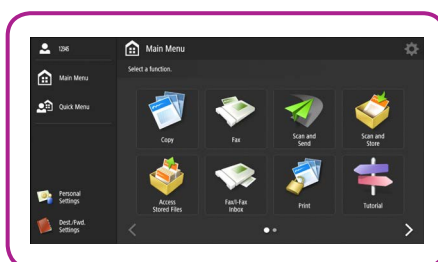 12345
Main Menu
Select a function.
Main Menu
Quick Menu
Copy
Fax
Scan and
Send
Scan and
Store
Access
Stored Files
Fax/I-Fax
Inbox
Print
Tutorial
Personal
Settings
Dest./Fwd.
Settings